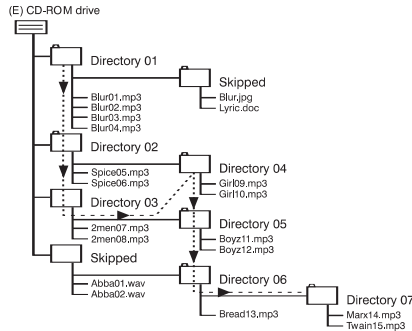 (E) CD-ROM drive
Directory 01
Skipped
Blur01.mp3
Blur02.mp3
Blur03.mp3
Blur04.mp3
Blur.jpg
Lyric.doc
Directory 02
Directory 04
Spice05.mp3
Spice06.mp3
Girl09.mp3
Girl10.mp3
Directory 03
Directory 05
2men07.mp3
2men08.mp3
Boyz11.mp3
Boyz12.mp3
Skipped
Directory 06
Abba01.wav
Abba02.wav
Directory 07
Bread13.mp3
Marx14.mp3
Twain15.mp3